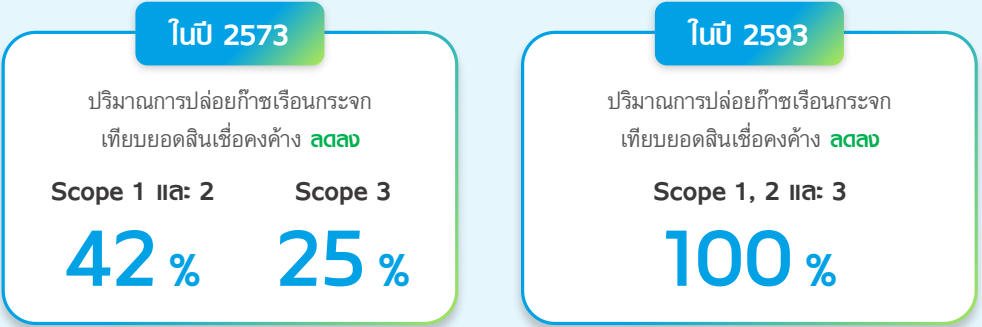 ในปี 2573
ปริมาณการปล่อยก๊าซเรือนกระจก
เทียบยอดสินเชื่อคงค้าง ลดลง
Scope 1 และ 2
42 %
Scope 3
25 %
ในปี 2593
ปริมาณการปล่อยก๊าซเรือนกระจก
เทียบยอดสินเชื่อคงค้าง ลดลง
Scope 1, 2 และ 3
100 %